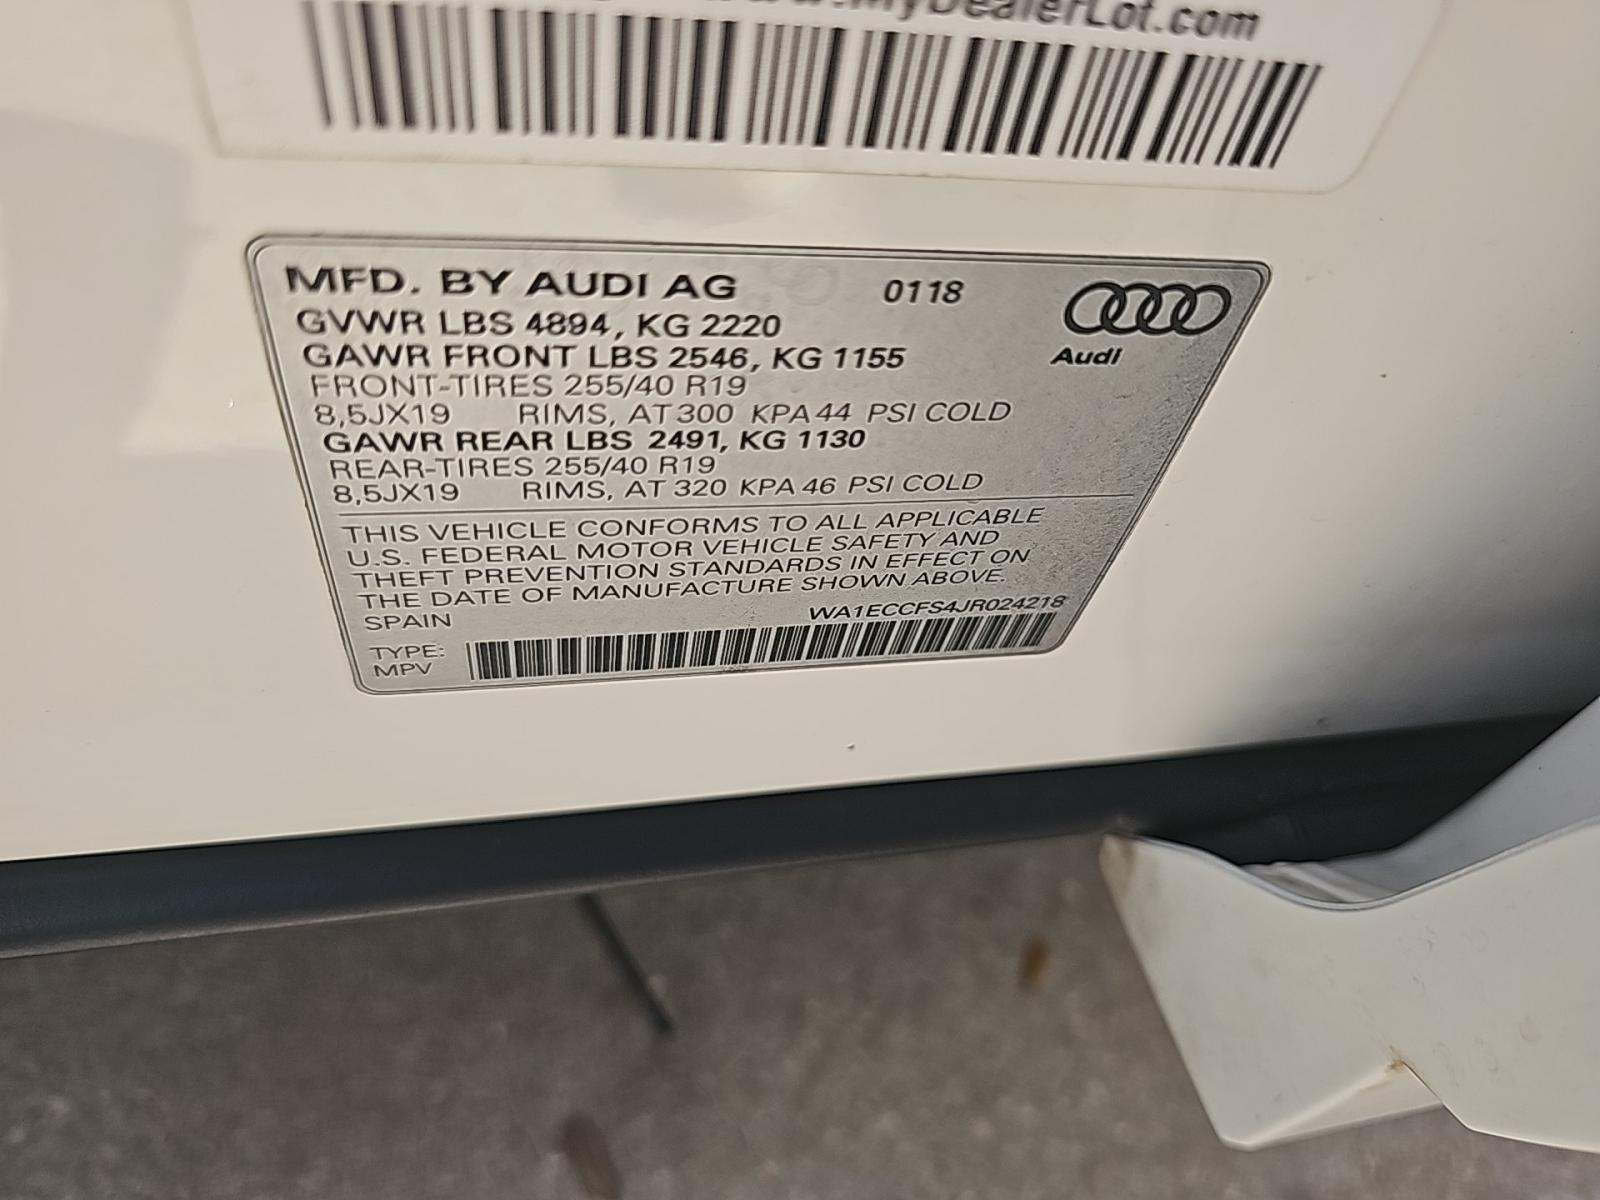 MyDealerLot.com
MFD. BY AUDI AG 0118
Audi
GVWR LBS 4894, KG 2220
GAWR FRONT LBS 2546, KG 1155
FRONT-TIRES 255/40 R19
8,5JX19 RIMS, AT 300 KPA 44 PSI COLD
GAWR REAR LBS 2491, KG 1130
REAR-TIRES 255/40 R19
8,5JX19 RIMS, AT 320 KPA 46 PSI COLD
THIS VEHICLE CONFORMS TO ALL APPLICABLE
U.S. FEDERAL MOTOR VEHICLE SAFETY AND
THEFT PREVENTION STANDARDS IN EFFECT ON
THE DATE OF MANUFACTURE SHOWN ABOVE.
SPAIN WA1ECCFS4JR024218
TYPE:
MPV